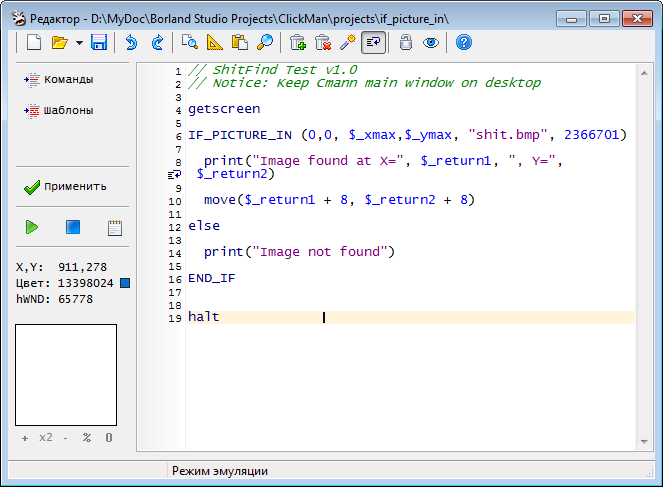 Редактор - D:\MyDoc\Borland Studio Projects\ClickMan\projects\if_picture_in\
Команды
Шаблоны
Применить
X,Y: 911,278
Цвет: 13398024
hWND: 65778
+ x2 - % 0
1 // ShitFind Test v1.0
2 // Notice: Keep Cmann main window on desktop
3
4 getscreen
5
6 IF_PICTURE_IN (0,0, $_xmax,$_ymax, "shit.bmp", 2366701)
7
8 print("Image found at X=", $_return1, ", Y=",
$_return2)
9
10 move($_return1 + 8, $_return2 + 8)
11
12 else
13
14 print("Image not found")
15
16 END_IF
17
18
19 halt
Режим эмуляции